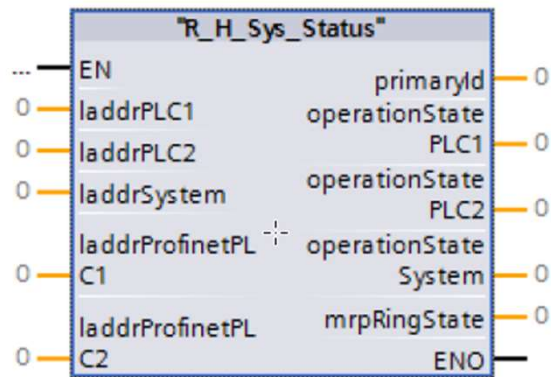 "R_H_Sys_Status"
... EN
primaryId 0
0 laddrPLC1
operationState
PLC1 0
0 laddrPLC2
0 laddrSystem
operationState
PLC2 0
laddrProfinetPL
0 C1
operationState
System 0
laddrProfinetPL
0 C2
mrpRingState 0
ENO